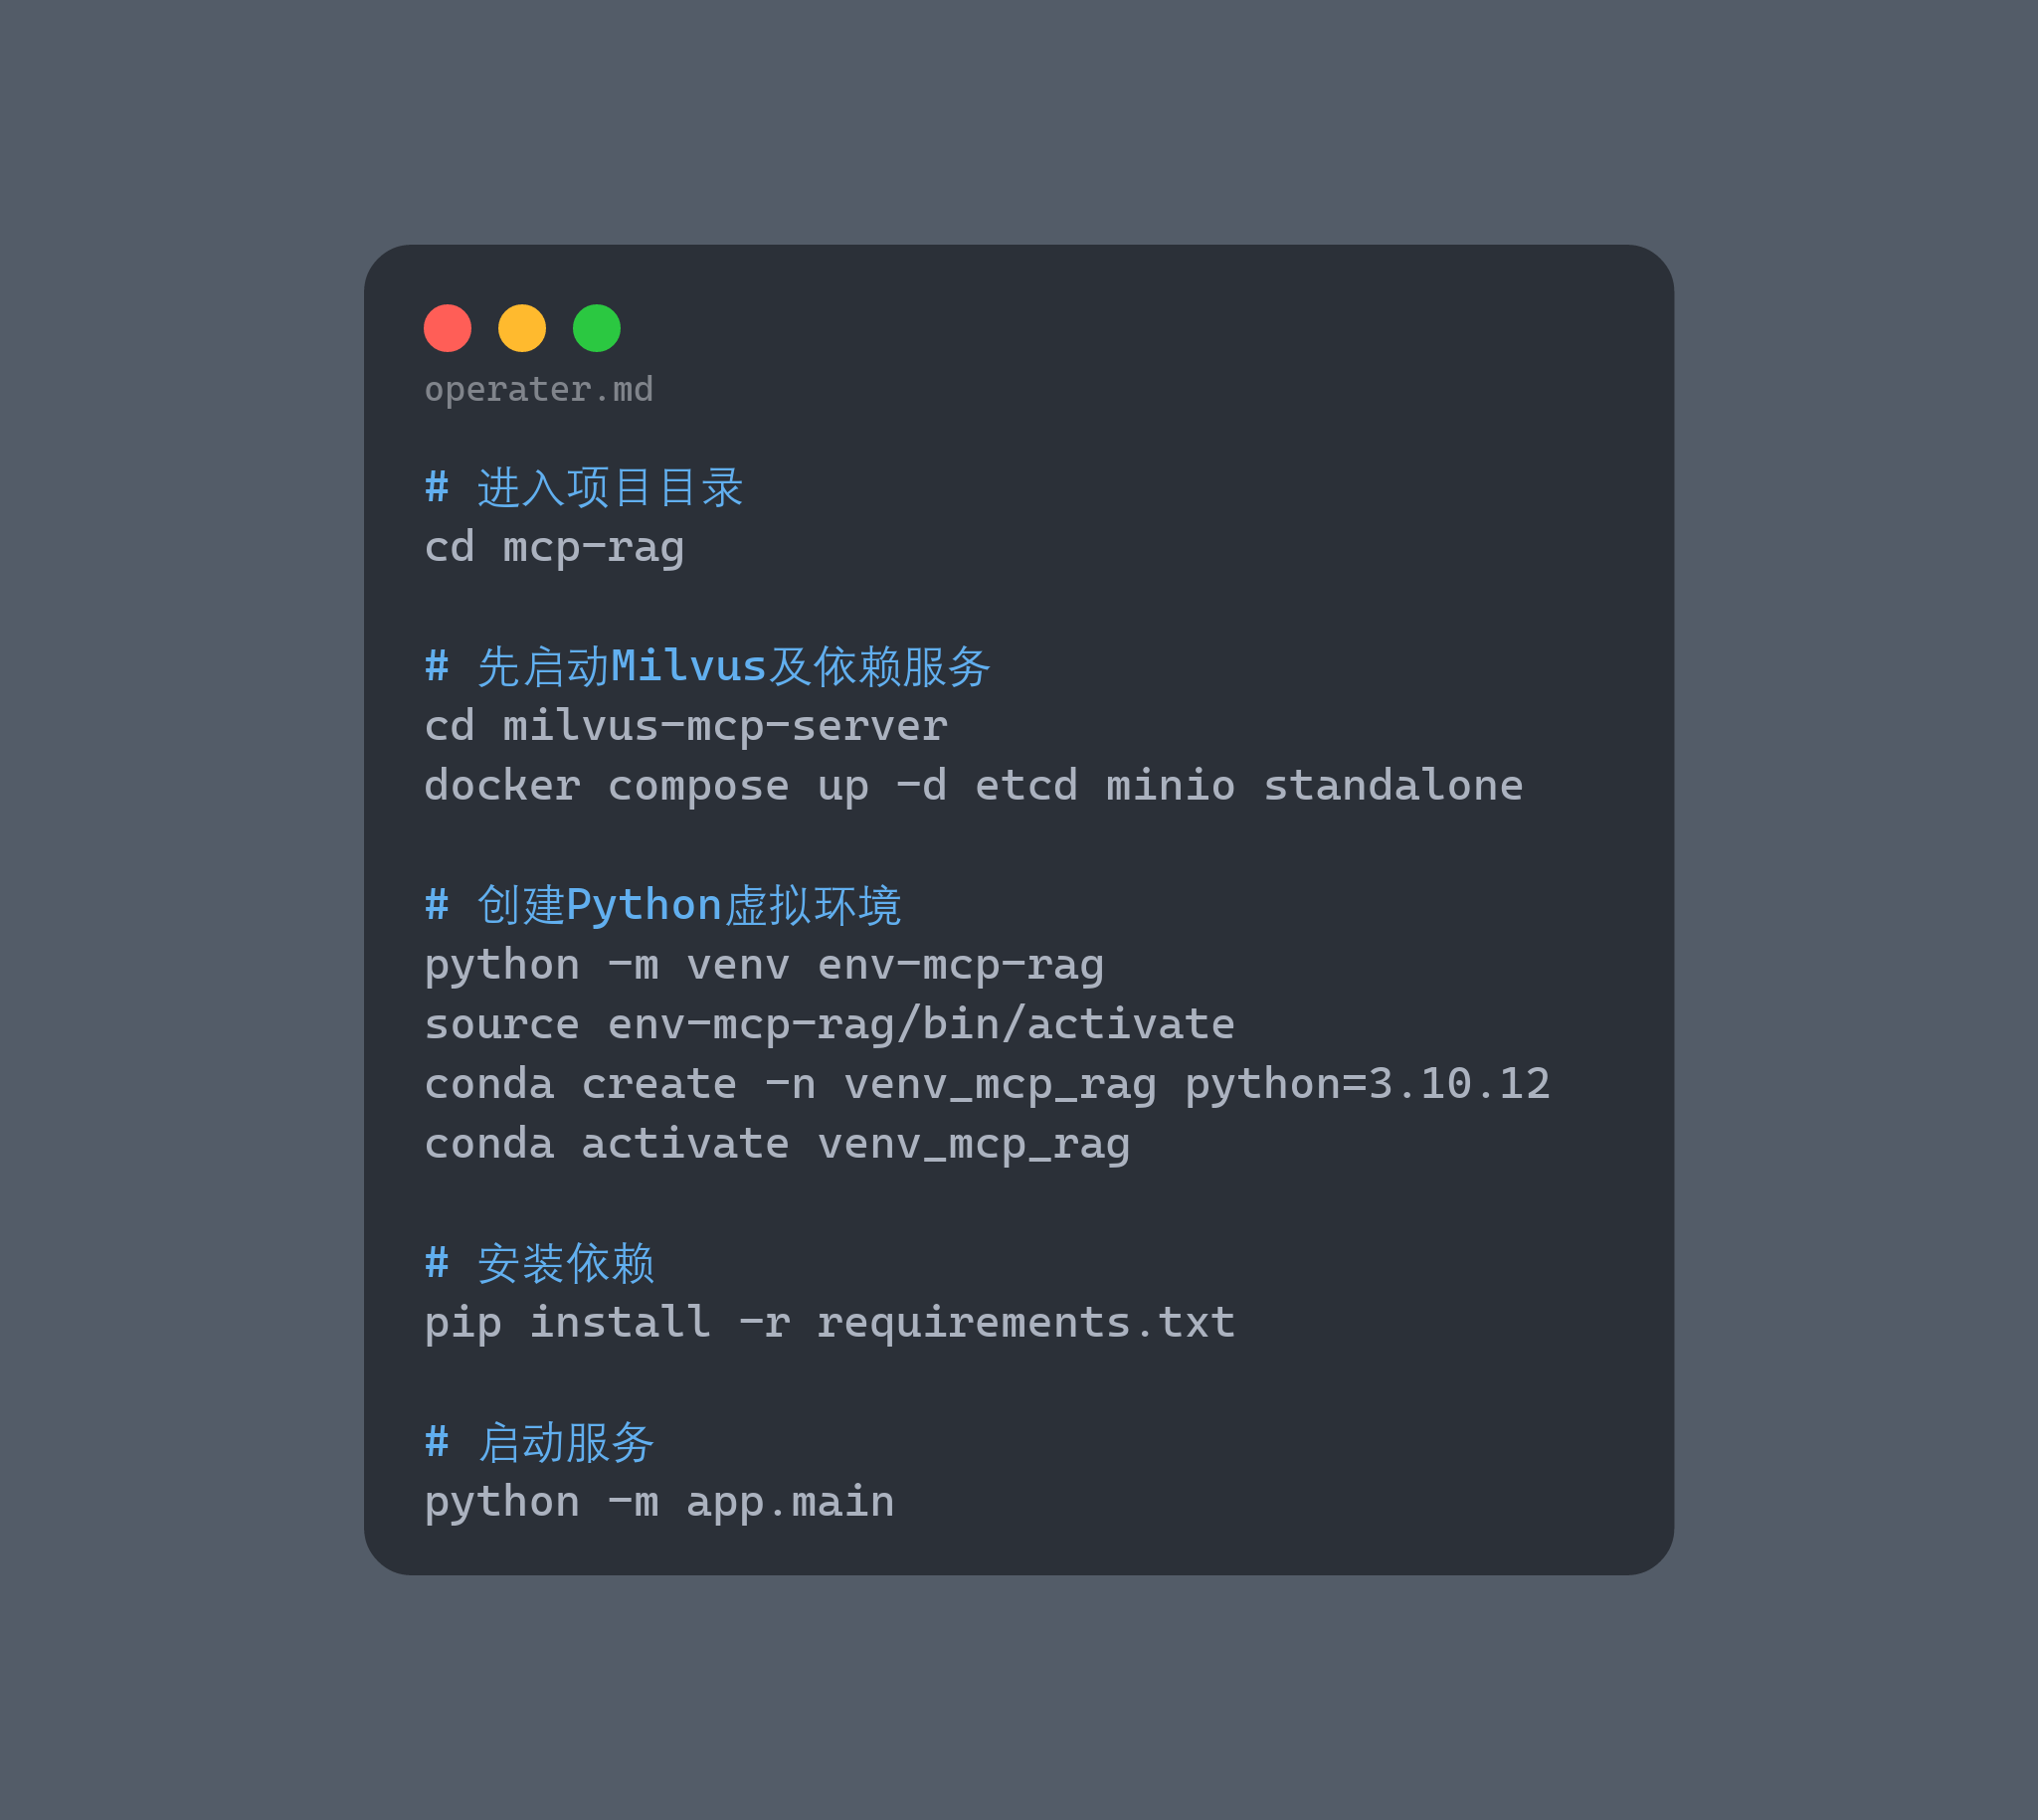 operater.md
# 进入项目目录
cd mcp-rag
# 先启动Milvus及依赖服务
cd milvus-mcp-server
docker compose up -d etcd minio standalone
# 创建Python虚拟环境
python -m venv env-mcp-rag
source env-mcp-rag/bin/activate
conda create -n venv_mcp_rag python=3.10.12
conda activate venv_mcp_rag
# 安装依赖
pip install -r requirements.txt
# 启动服务
python -m app.main